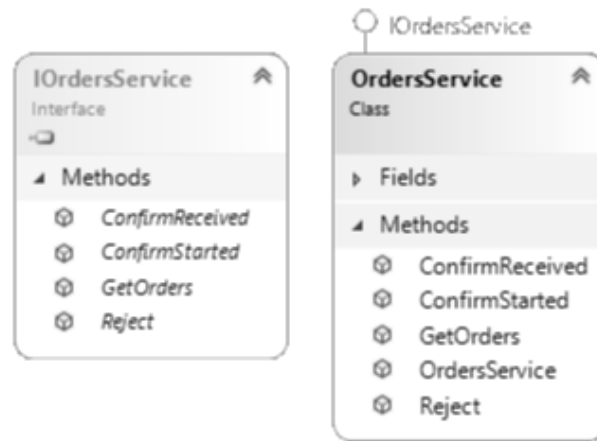 IOrdersService
Interface
Methods
ConfirmReceived
ConfirmStarted
GetOrders
Reject
IOrdersService
OrdersService
Class
Fields
Methods
ConfirmReceived
ConfirmStarted
GetOrders
OrdersService
Reject